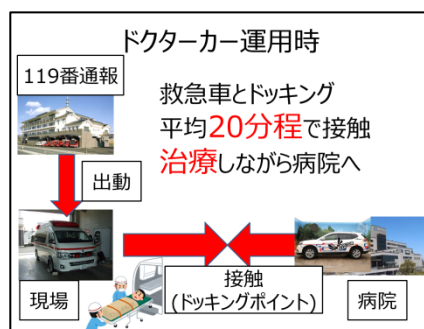 ドクターカー運用時
119番通報
救急車とドッキング
平均20分程で接触
治療しながら病院へ
出動
現場
接触
(ドッキングポイント)
病院